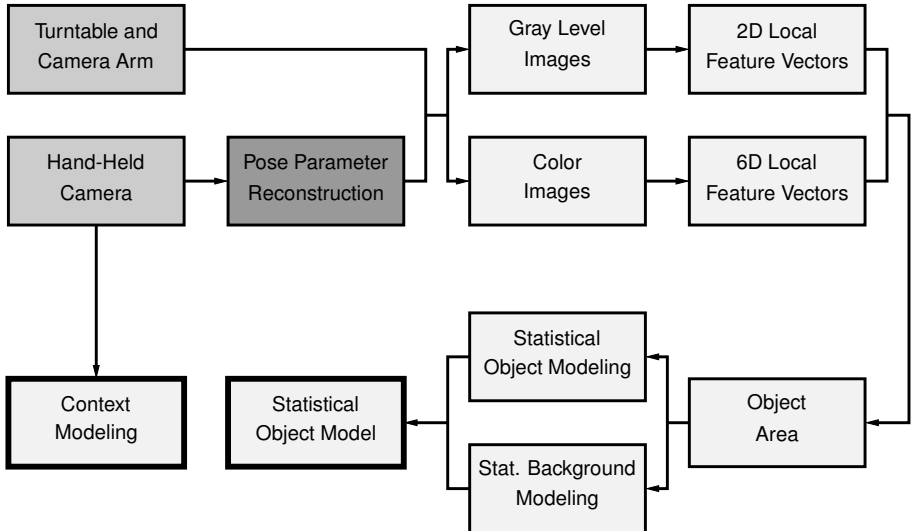 Turntable and
Camera Arm
Gray Level
Images
2D Local
Feature Vectors
Hand-Held
Camera
Pose Parameter
Reconstruction
Color
Images
6D Local
Feature Vectors
Statistical
Object Modeling
Context
Modeling
Statistical
Object Model
Object
Area
Stat. Background
Modeling